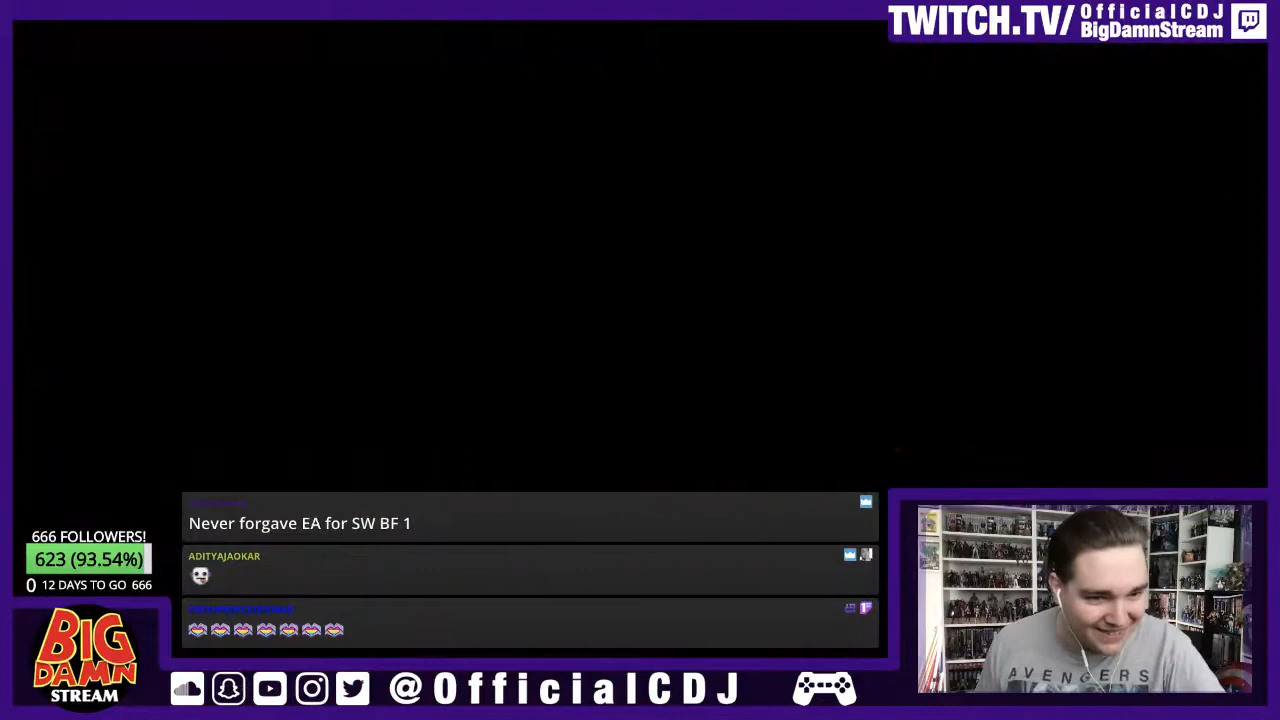 TWITCH.TV/ OfficialCDJ
BigDamnStream
Never forgave EA for SW BF 1
ADITYAJAOKAR
666 FOLLOWERS!
623 (93.54%)
0 12 DAYS TO GO 666
BIG
DAMN
STREAM
@OfficialCDJ
AVENGERS